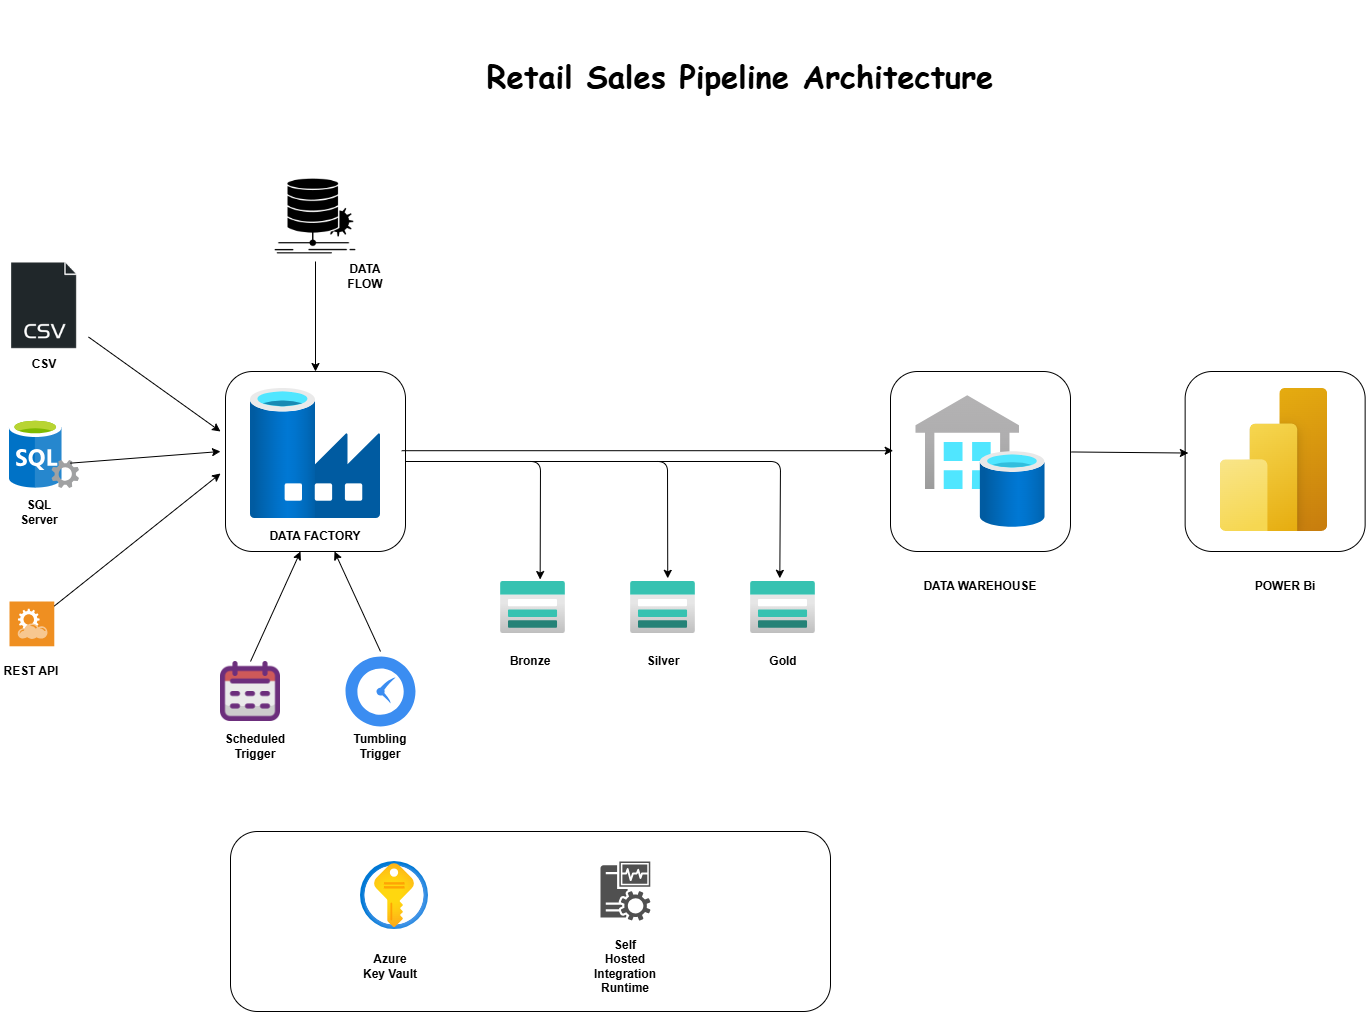 Retail Sales Pipeline Architecture
DATA
FLOW
CSV
CSV
SQL
SQL
Server
REST API
DATA FACTORY
DATA WAREHOUSE
POWER Bi
Bronze
Silver
Gold
Scheduled
Trigger
Tumbling
Trigger
Azure
Key Vault
Self
Hosted
Integration
Runtime